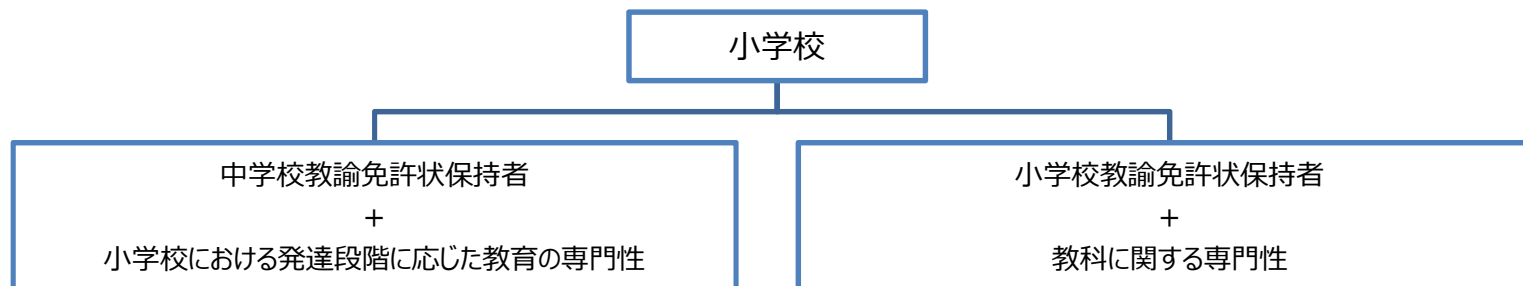 小学校
中学校教諭免許状保持者
+
小学校における発達段階に応じた教育の専門性
小学校教諭免許状保持者
+
教科に関する専門性